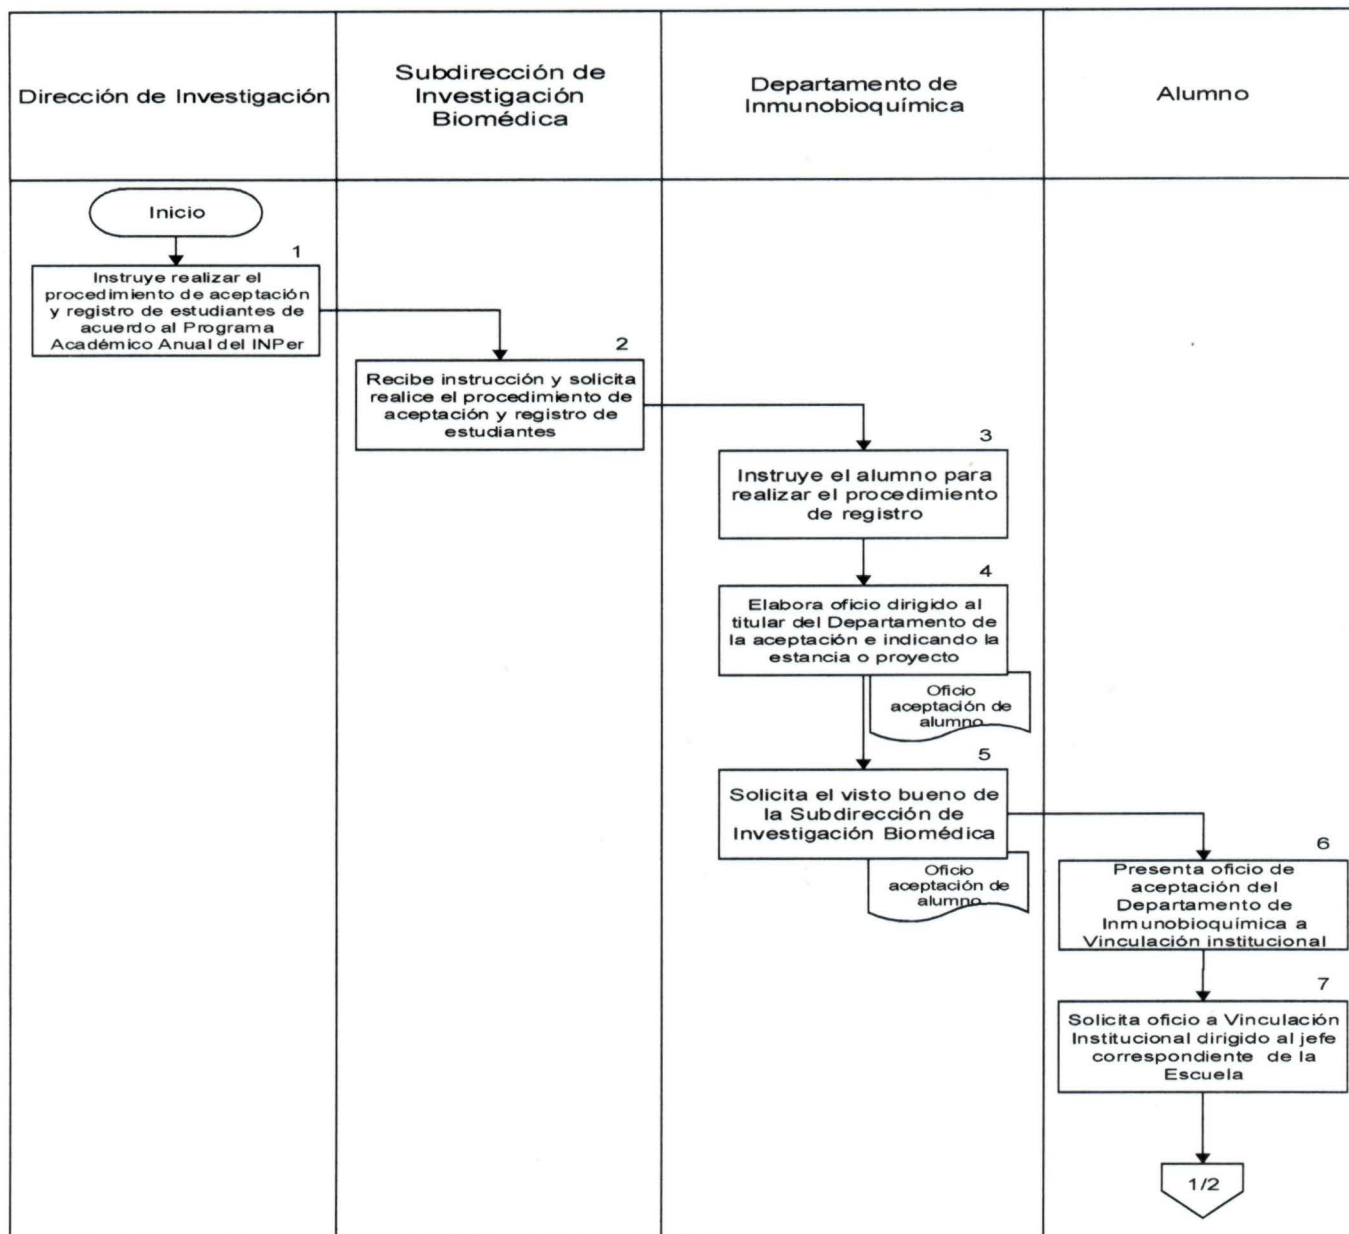 Dirección de Investigación
Subdirección de
Investigación
Biomédica
Departamento de
Inmunobioquímica
Alumno
Inicio
1
Instruye realizar el
procedimiento de aceptación
y registro de estudiantes de
acuerdo al Programa
Académico Anual del INPer
2
Recibe instrucción y solicita
realice el procedimiento de
aceptación y registro de
estudiantes
3
Instruye el alumno para
realizar el procedimiento
de registro
4
Elabora oficio dirigido al
titular del Departamento de
la aceptación e indicando la
estancia o proyecto
Oficio
aceptación de
alumno
5
Solicita el visto bueno de
la Subdirección de
Investigación Biomédica
Oficio
aceptación de
alumno
6
Presenta oficio de
aceptación del
Departamento de
Inmunobioquímica a
Vinculación institucional
7
Solicita oficio a Vinculación
Institucional dirigido al jefe
correspondiente de la
Escuela
1/2